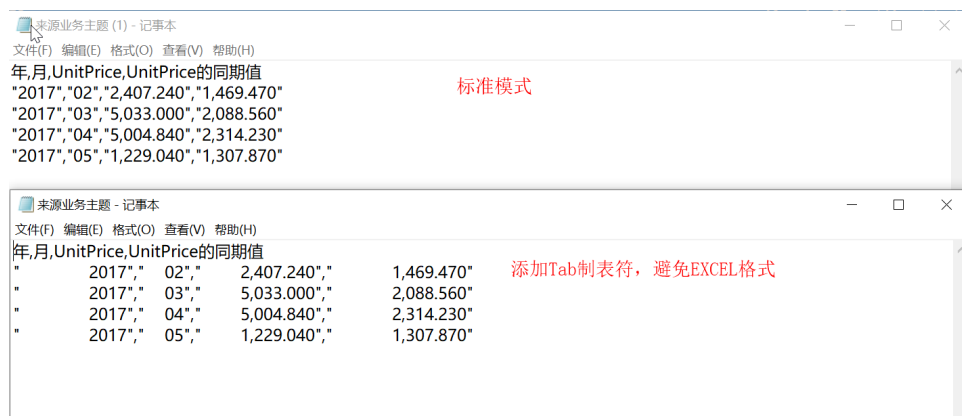 来源业务主题 (1) - 记事本
文件(F) 编辑(E) 格式(O) 查看(V) 帮助(H)
年,月,UnitPrice,UnitPrice的同期值
"2017","02","2,407.240","1,469.470"
"2017","03","5,033.000","2,088.560"
"2017","04","5,004.840","2,314.230"
"2017","05","1,229.040","1,307.870"
标准模式
来源业务主题 - 记事本
文件(F) 编辑(E) 格式(O) 查看(V) 帮助(H)
年,月,UnitPrice,UnitPrice的同期值
"	2017","	02","	2,407.240","	1,469.470"
"	2017","	03","	5,033.000","	2,088.560"
"	2017","	04","	5,004.840","	2,314.230"
"	2017","	05","	1,229.040","	1,307.870"
添加Tab制表符，避免EXCEL格式